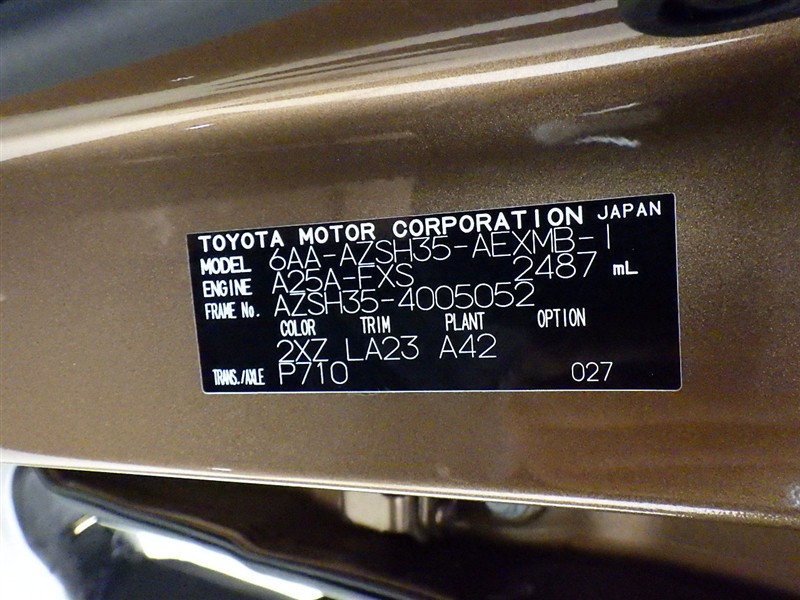 TOYOTA MOTOR CORPORATION JAPAN
MODEL 6AA-AZSH35-AEXMB-1
ENGINE A25A-FXS 2487 mL
FRAME No. AZSH35-4005052
COLOR TRIM PLANT OPTION
2XZ LA23 A42
TRANS./AXLE P710 027